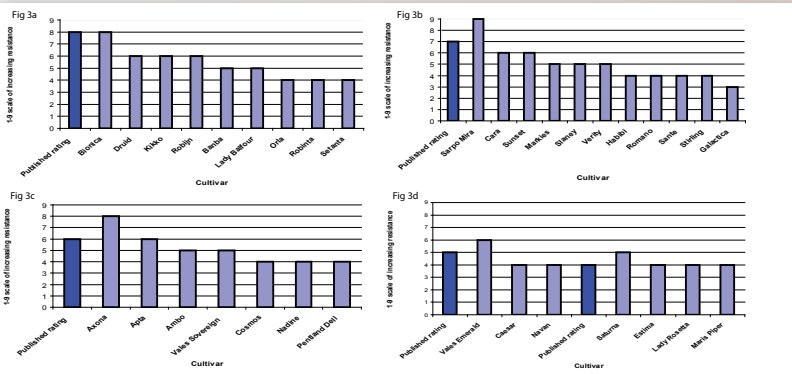 Fig 3a
1-9 scale of increasing resistance
9
8
7
6
5
4
3
2
1
0
Published rating
Bionica
Druid
Kikko
Robijn
Banba
Lady Balfour
Orla
Robinta
Setanta
Cultivar
Fig 3b
1-9 scale of increasing resistance
9
8
7
6
5
4
3
2
1
0
Published rating
Sarpo Mira
Cara
Sunset
Markies
Slaney
Verity
Habibi
Romano
Sante
Stirling
Galactica
Cultivar
Fig 3c
1-9 scale of increasing resistance
9
8
7
6
5
4
3
2
1
0
Published rating
Axona
Apta
Ambo
Vales Sovereign
Cosmos
Nadine
Pentland Dell
Cultivar
Fig 3d
1-9 scale of increasing resistance
9
8
7
6
5
4
3
2
1
0
Published rating
Vales Emerald
Caesar
Navan
Published rating
Saturna
Estima
Lady Rosetta
Maris Piper
Cultivar